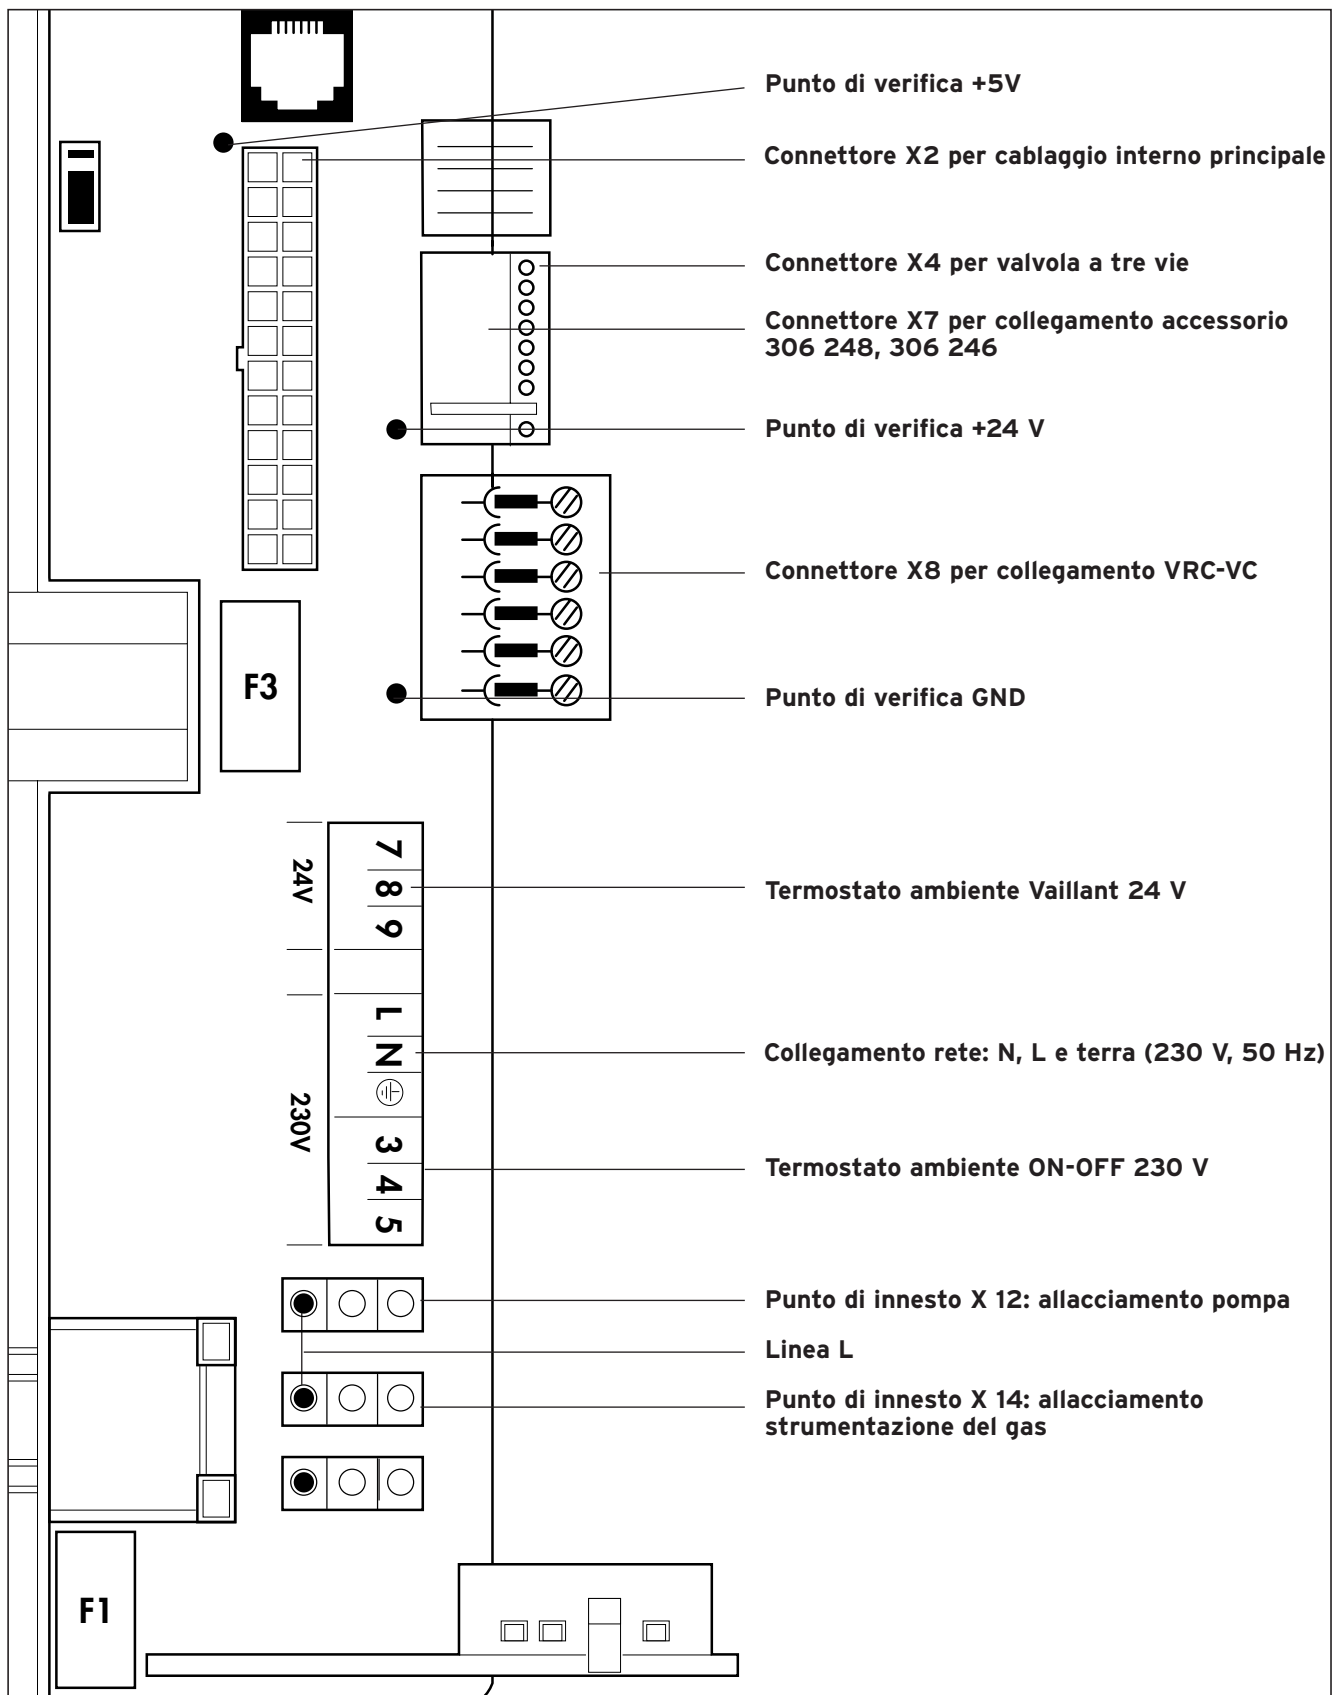 Punto di verifica +5V
Connettore X2 per cablaggio interno principale
Connettore X4 per valvola a tre vie
Connettore X7 per collegamento accessorio
306 248, 306 246
Punto di verifica +24 V
Connettore X8 per collegamento VRC-VC
F3
Punto di verifica GND
24V
7
8
9
Termostato ambiente Vaillant 24 V
230V
L
N
Collegamento rete: N, L e terra (230 V, 50 Hz)
3
4
5
Termostato ambiente ON-OFF 230 V
Punto di innesto X 12: allacciamento pompa
Linea L
Punto di innesto X 14: allacciamento
strumentazione del gas
F1